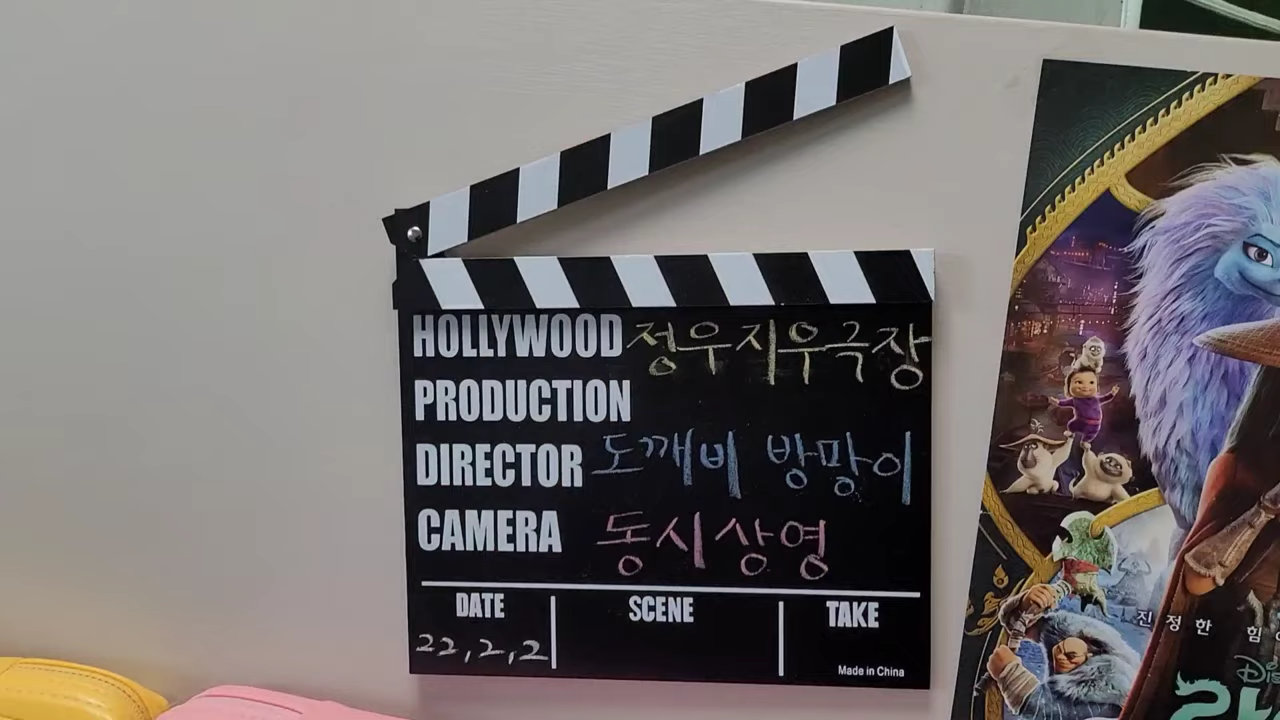 HOLLYWOOD 정우지우극장
PRODUCTION
DIRECTOR 도깨비 방망이
CAMERA 동시상영
DATE SCENE TAKE
22,2,2
Made in China
진정한 힘